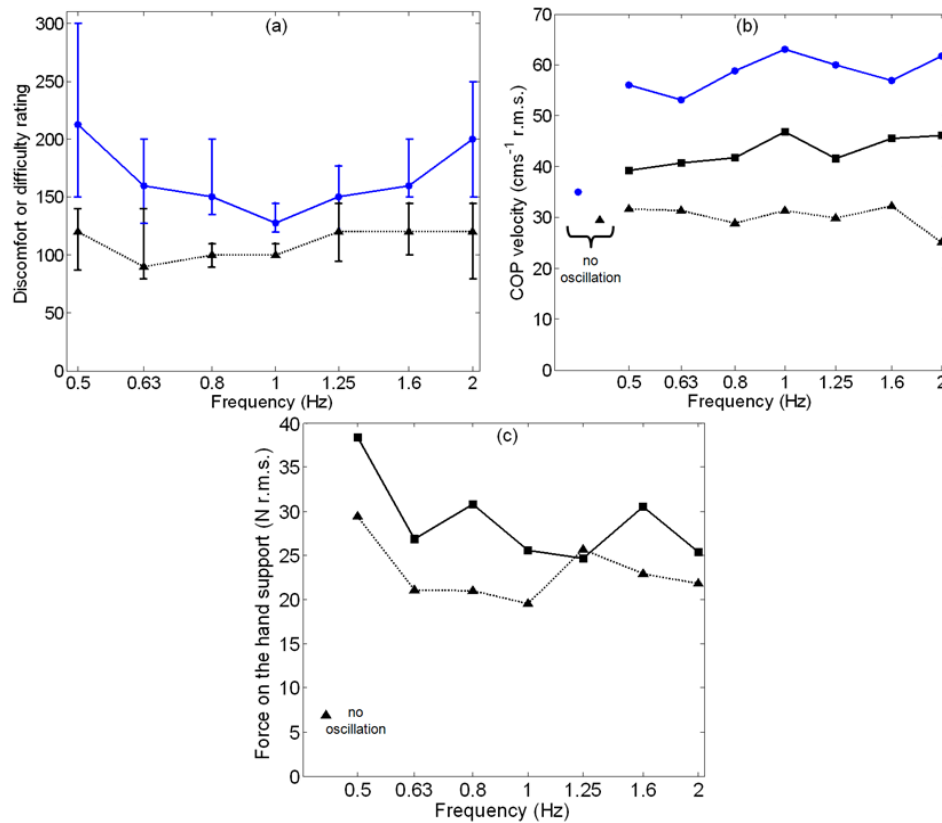 (a)
Discomfort or difficulty rating
300
250
200
150
100
50
0
0.5 0.63 0.8 1 1.25 1.6 2
Frequency (Hz)
(b)
COP velocity (cms⁻¹ r.m.s.)
70
60
50
40
30
20
10
0
no
oscillation
0.5 0.63 0.8 1 1.25 1.6 2
Frequency (Hz)
(c)
Force on the hand support (N r.m.s.)
40
35
30
25
20
15
10
5
0
no
oscillation
0.5 0.63 0.8 1 1.25 1.6 2
Frequency (Hz)